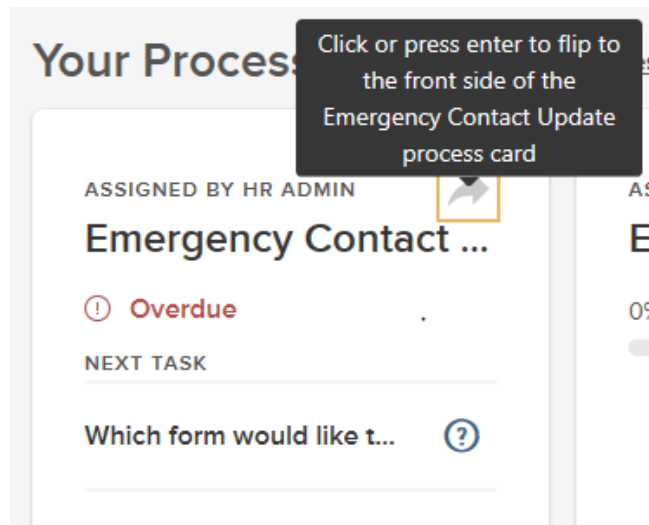 Your Process
Click or press enter to flip to
the front side of the
Emergency Contact Update
process card
ASSIGNED BY HR ADMIN
Emergency Contact ...
Overdue
NEXT TASK
Which form would like t...
0%